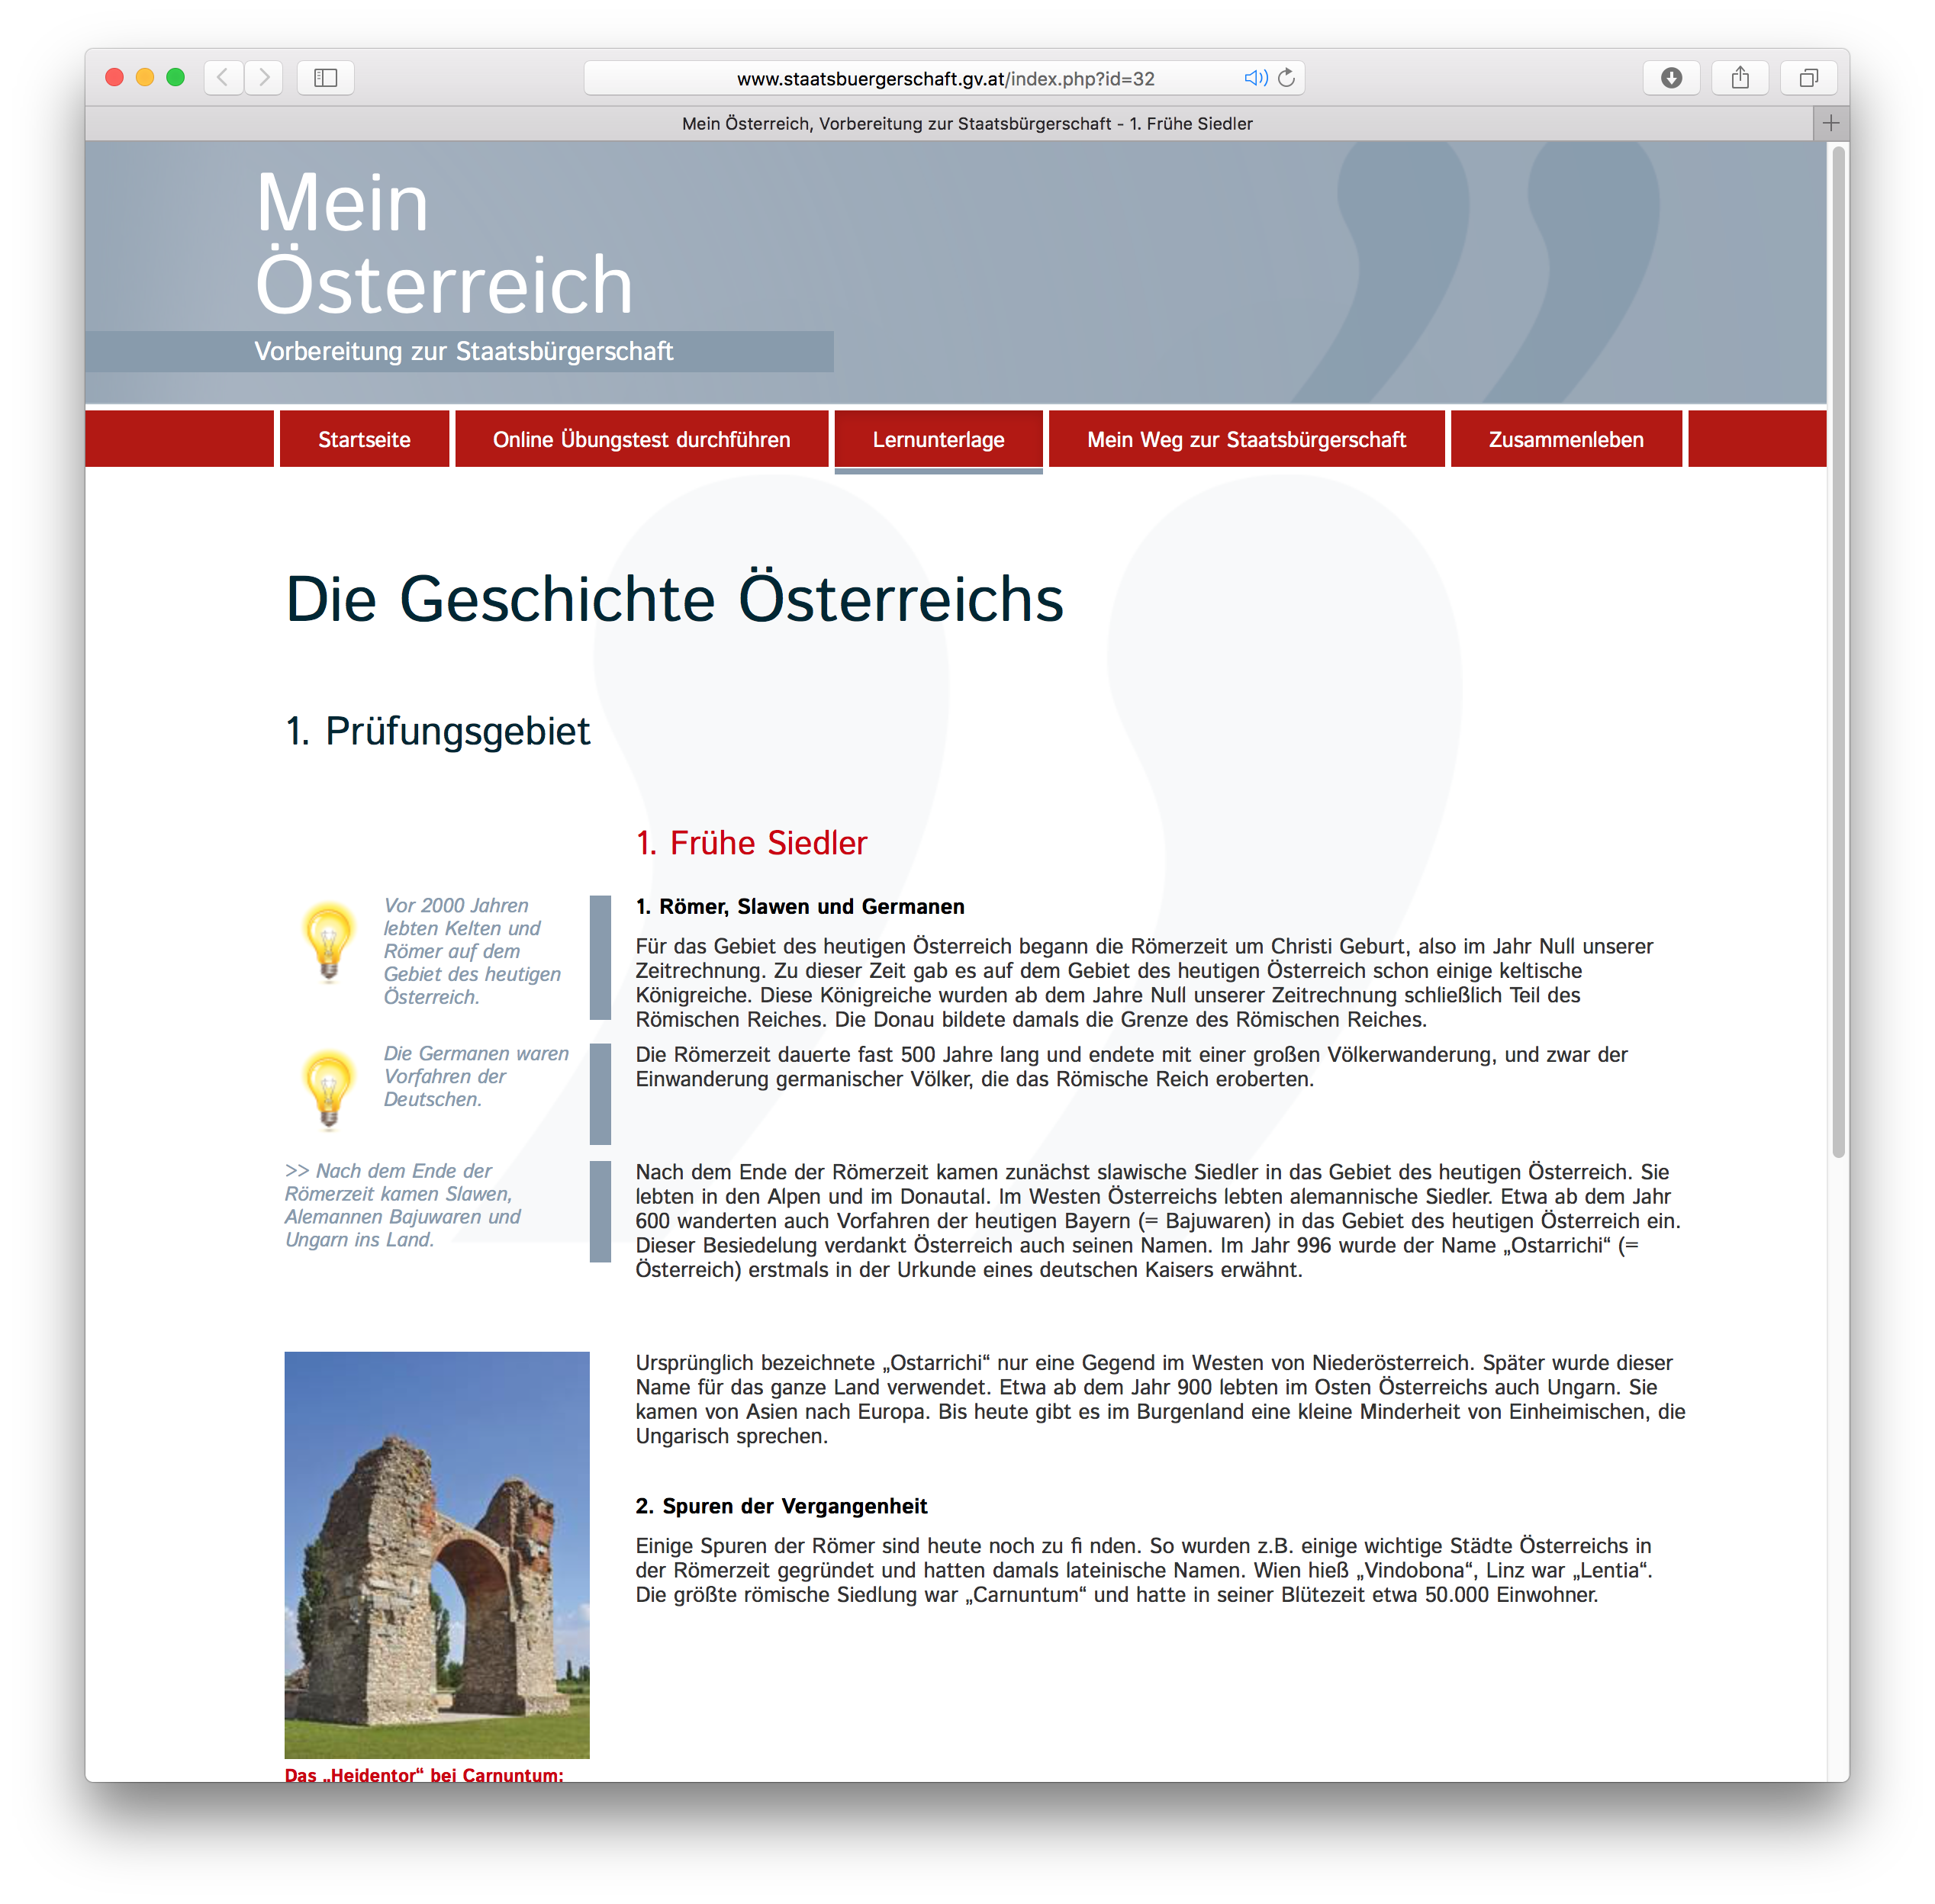 www.staatsbuergerschaft.gv.at/index.php?id=32
Mein Österreich, Vorbereitung zur Staatsbürgerschaft - 1. Frühe Siedler
Mein
Österreich
Vorbereitung zur Staatsbürgerschaft
Startseite
Online Übungstest durchführen
Lernunterlage
Mein Weg zur Staatsbürgerschaft
Zusammenleben
Die Geschichte Österreichs
1. Prüfungsgebiet
1. Frühe Siedler
Vor 2000 Jahren
lebten Kelten und
Römer auf dem
Gebiet des heutigen
Österreich.
1. Römer, Slawen und Germanen
Für das Gebiet des heutigen Österreich begann die Römerzeit um Christi Geburt, also im Jahr Null unserer
Zeitrechnung. Zu dieser Zeit gab es auf dem Gebiet des heutigen Österreich schon einige keltische
Königreiche. Diese Königreiche wurden ab dem Jahre Null unserer Zeitrechnung schließlich Teil des
Römischen Reiches. Die Donau bildete damals die Grenze des Römischen Reiches.
Die Germanen waren
Vorfahren der
Deutschen.
Die Römerzeit dauerte fast 500 Jahre lang und endete mit einer großen Völkerwanderung, und zwar der
Einwanderung germanischer Völker, die das Römische Reich eroberten.
>> Nach dem Ende der
Römerzeit kamen Slawen,
Alemannen Bajuwaren und
Ungarn ins Land.
Nach dem Ende der Römerzeit kamen zunächst slawische Siedler in das Gebiet des heutigen Österreich. Sie
lebten in den Alpen und im Donautal. Im Westen Österreichs lebten alemannische Siedler. Etwa ab dem Jahr
600 wanderten auch Vorfahren der heutigen Bayern (= Bajuwaren) in das Gebiet des heutigen Österreich ein.
Dieser Besiedelung verdankt Österreich auch seinen Namen. Im Jahr 996 wurde der Name „Ostarrichi“ (=
Österreich) erstmals in der Urkunde eines deutschen Kaisers erwähnt.
Ursprünglich bezeichnete „Ostarrichi“ nur eine Gegend im Westen von Niederösterreich. Später wurde dieser
Name für das ganze Land verwendet. Etwa ab dem Jahr 900 lebten im Osten Österreichs auch Ungarn. Sie
kamen von Asien nach Europa. Bis heute gibt es im Burgenland eine kleine Minderheit von Einheimischen, die
Ungarisch sprechen.
2. Spuren der Vergangenheit
Einige Spuren der Römer sind heute noch zu fi nden. So wurden z.B. einige wichtige Städte Österreichs in
der Römerzeit gegründet und hatten damals lateinische Namen. Wien hieß „Vindobona“, Linz war „Lentia“.
Die größte römische Siedlung war „Carnuntum“ und hatte in seiner Blütezeit etwa 50.000 Einwohner.
Das „Heidentor“ bei Carnuntum: